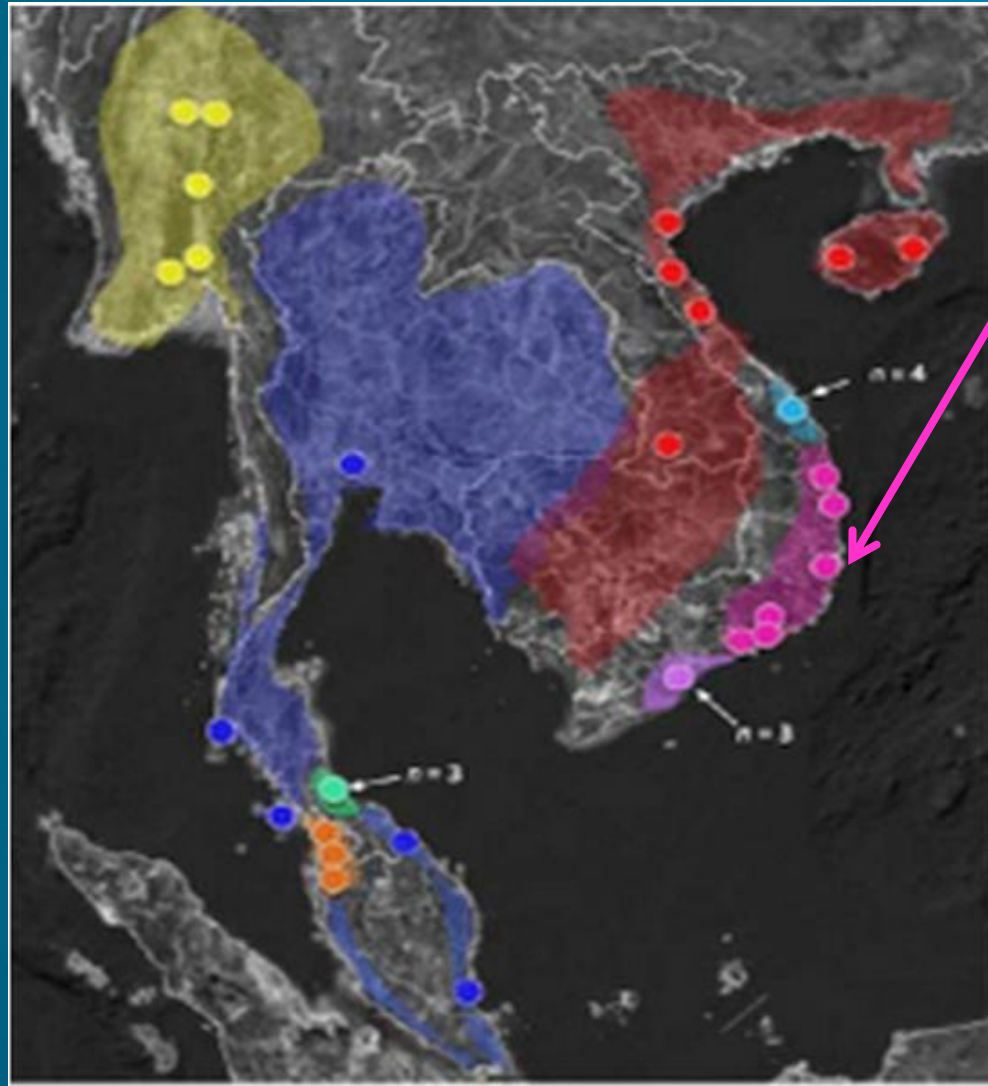 n = 4
n = 3
n = 3